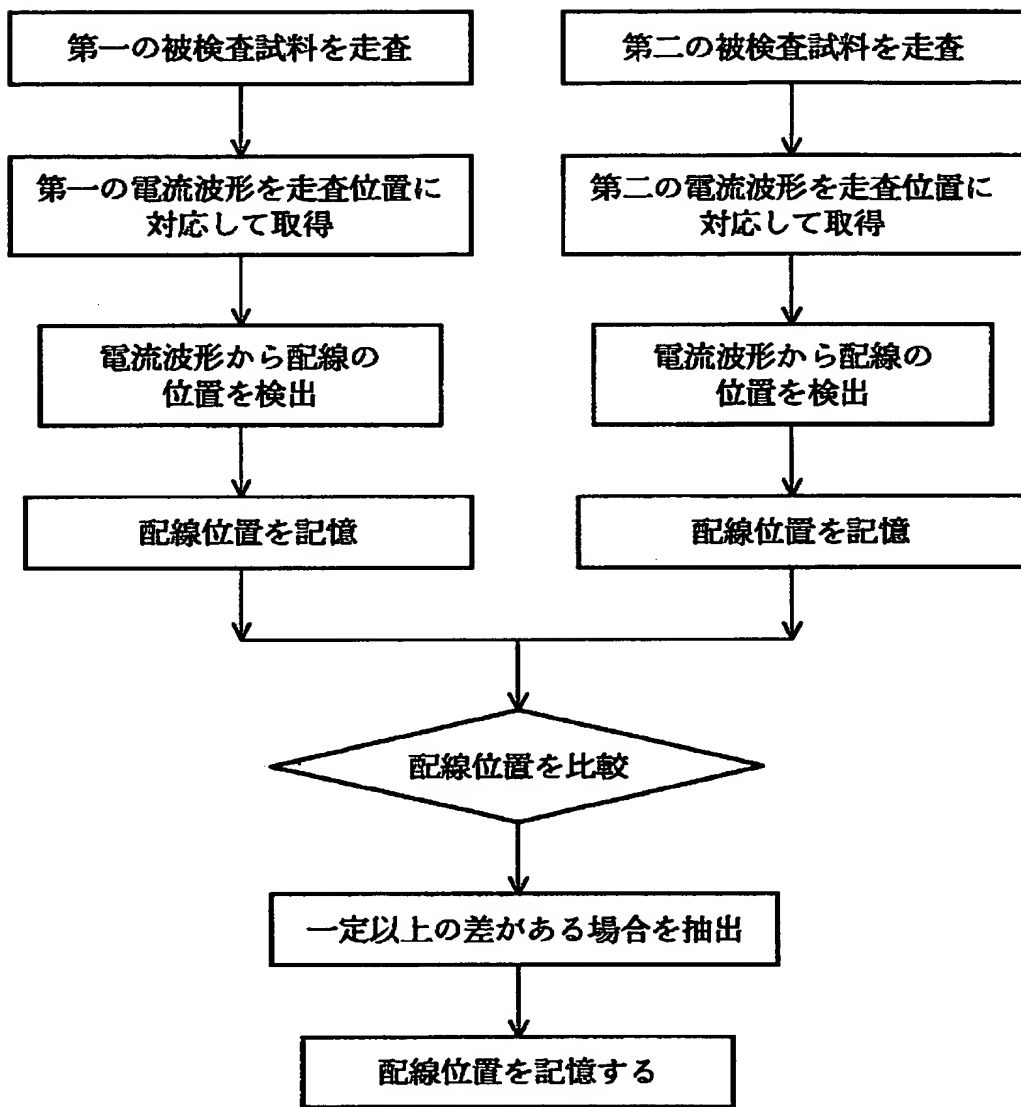 第一の被検査試料を走査
第一の電流波形を走査位置に
対応して取得
電流波形から配線の
位置を検出
配線位置を記憶
第二の被検査試料を走査
第二の電流波形を走査位置に
対応して取得
電流波形から配線の
位置を検出
配線位置を記憶
配線位置を比較
一定以上の差がある場合を抽出
配線位置を記憶する